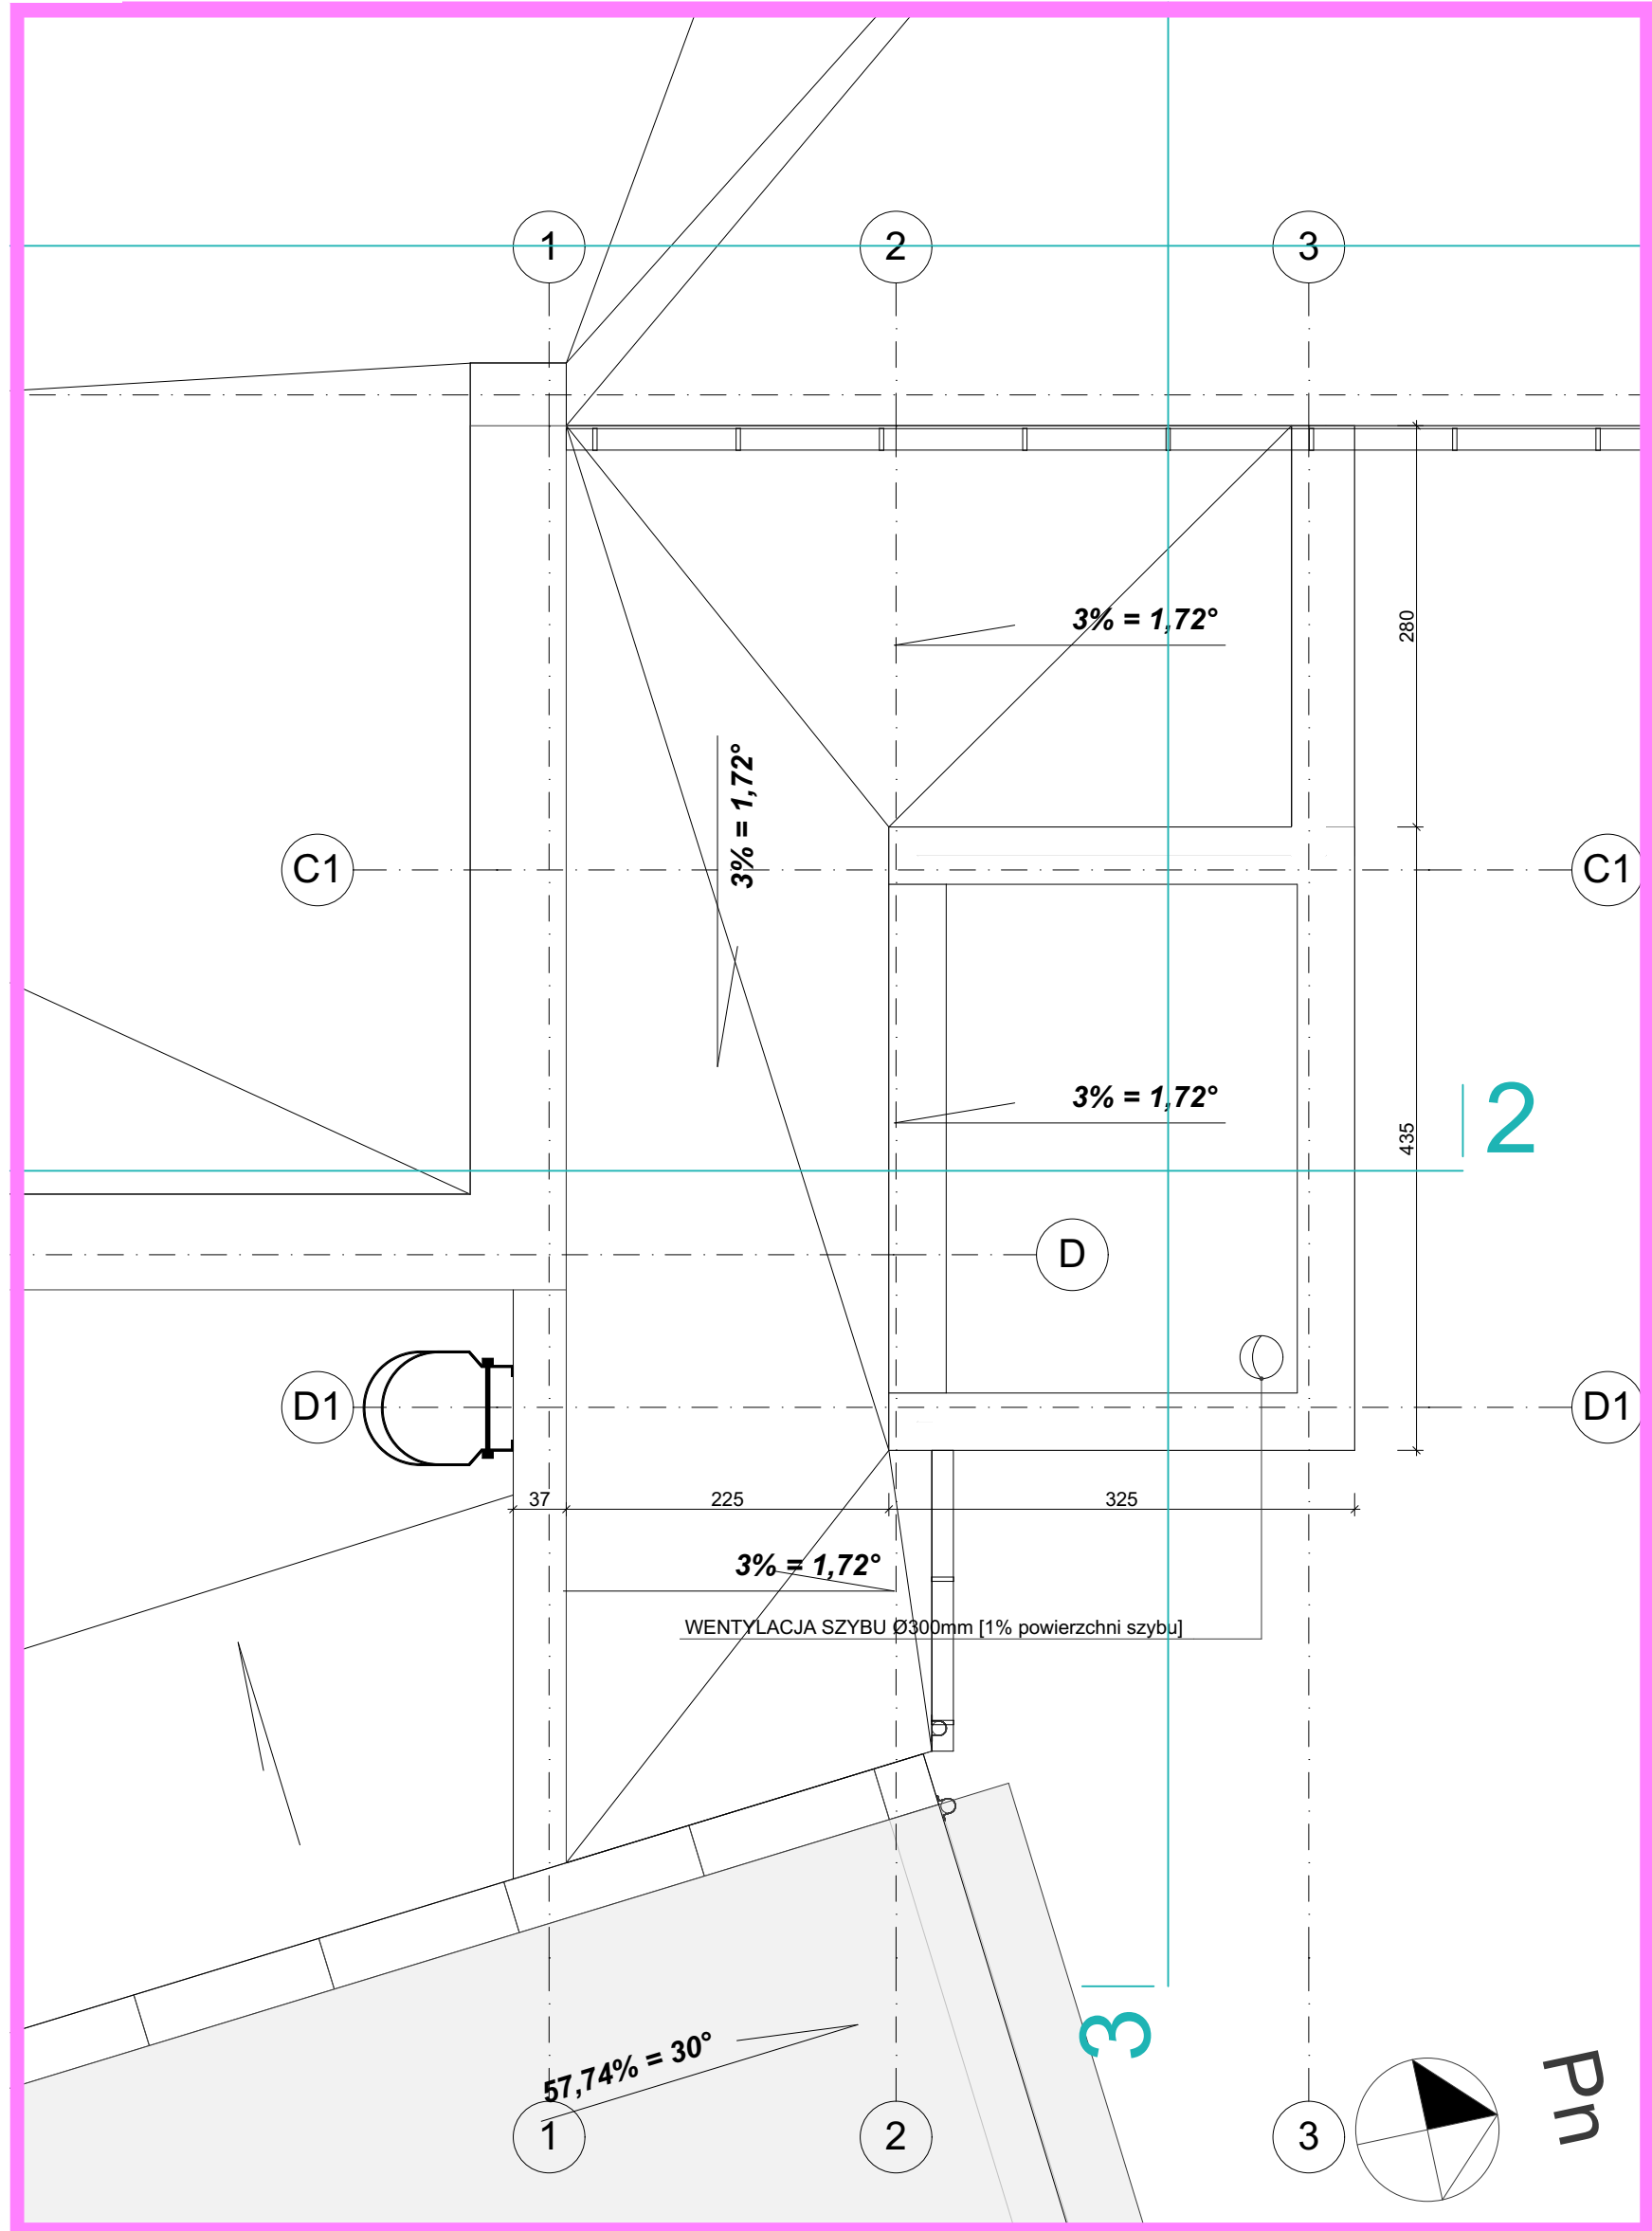 1
2
3
3% = 1,72°
280
3% = 1,72°
C1
C1
3% = 1,72°
2
435
D
D1
D1
37
225
325
3% = 1,72°
WENTYLACJA SZYBU Ø300mm [1% powierzchni szybu]
3
57,74% = 30°
Pn
1
2
3